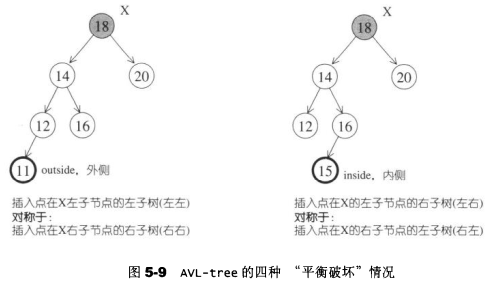 X
18
14
20
12
16
11
outside, 外侧
插入点在X左子节点的左子树(左左)
对称于:
插入点在X右子节点的右子树(右右)
X
18
14
20
12
16
15
inside, 内侧
插入点在X的左子节点的右子树(左右)
对称于:
插入点在X的右子节点的左子树(右左)
图 5-9 AVL-tree 的四种 “平衡破坏”情况